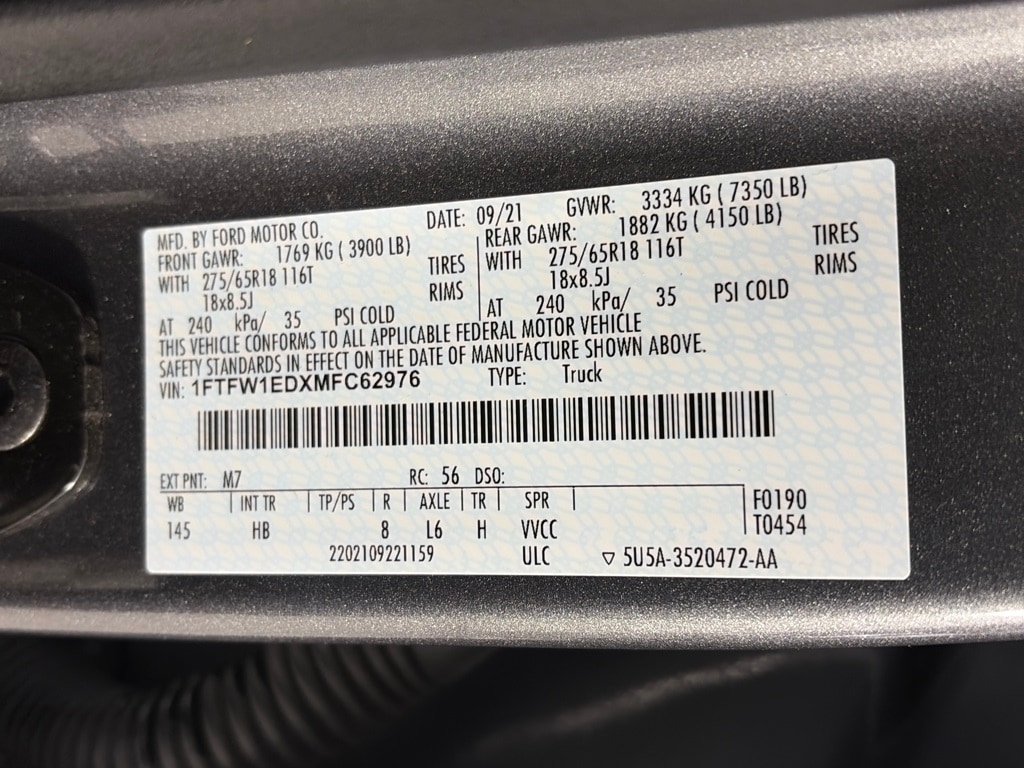 MFD. BY FORD MOTOR CO. DATE: 09/21 GVWR: 3334 KG ( 7350 LB)
FRONT GAWR: 1769 KG ( 3900 LB) REAR GAWR: 1882 KG ( 4150 LB)
WITH 275/65R18 116T TIRES WITH 275/65R18 116T TIRES
18x8.5J RIMS 18x8.5J RIMS
AT 240 kPa/ 35 PSI COLD AT 240 kPa/ 35 PSI COLD
THIS VEHICLE CONFORMS TO ALL APPLICABLE FEDERAL MOTOR VEHICLE
SAFETY STANDARDS IN EFFECT ON THE DATE OF MANUFACTURE SHOWN ABOVE.
VIN: 1FTFW1EDXMFC62976 TYPE: Truck
EXT PNT: M7 RC: 56 DSO:
WB INT TR TP/PS R AXLE TR SPR F0190
145 HB 8 L6 H VVCC T0454
2202109221159 ULC ▽ 5U5A-3520472-AA